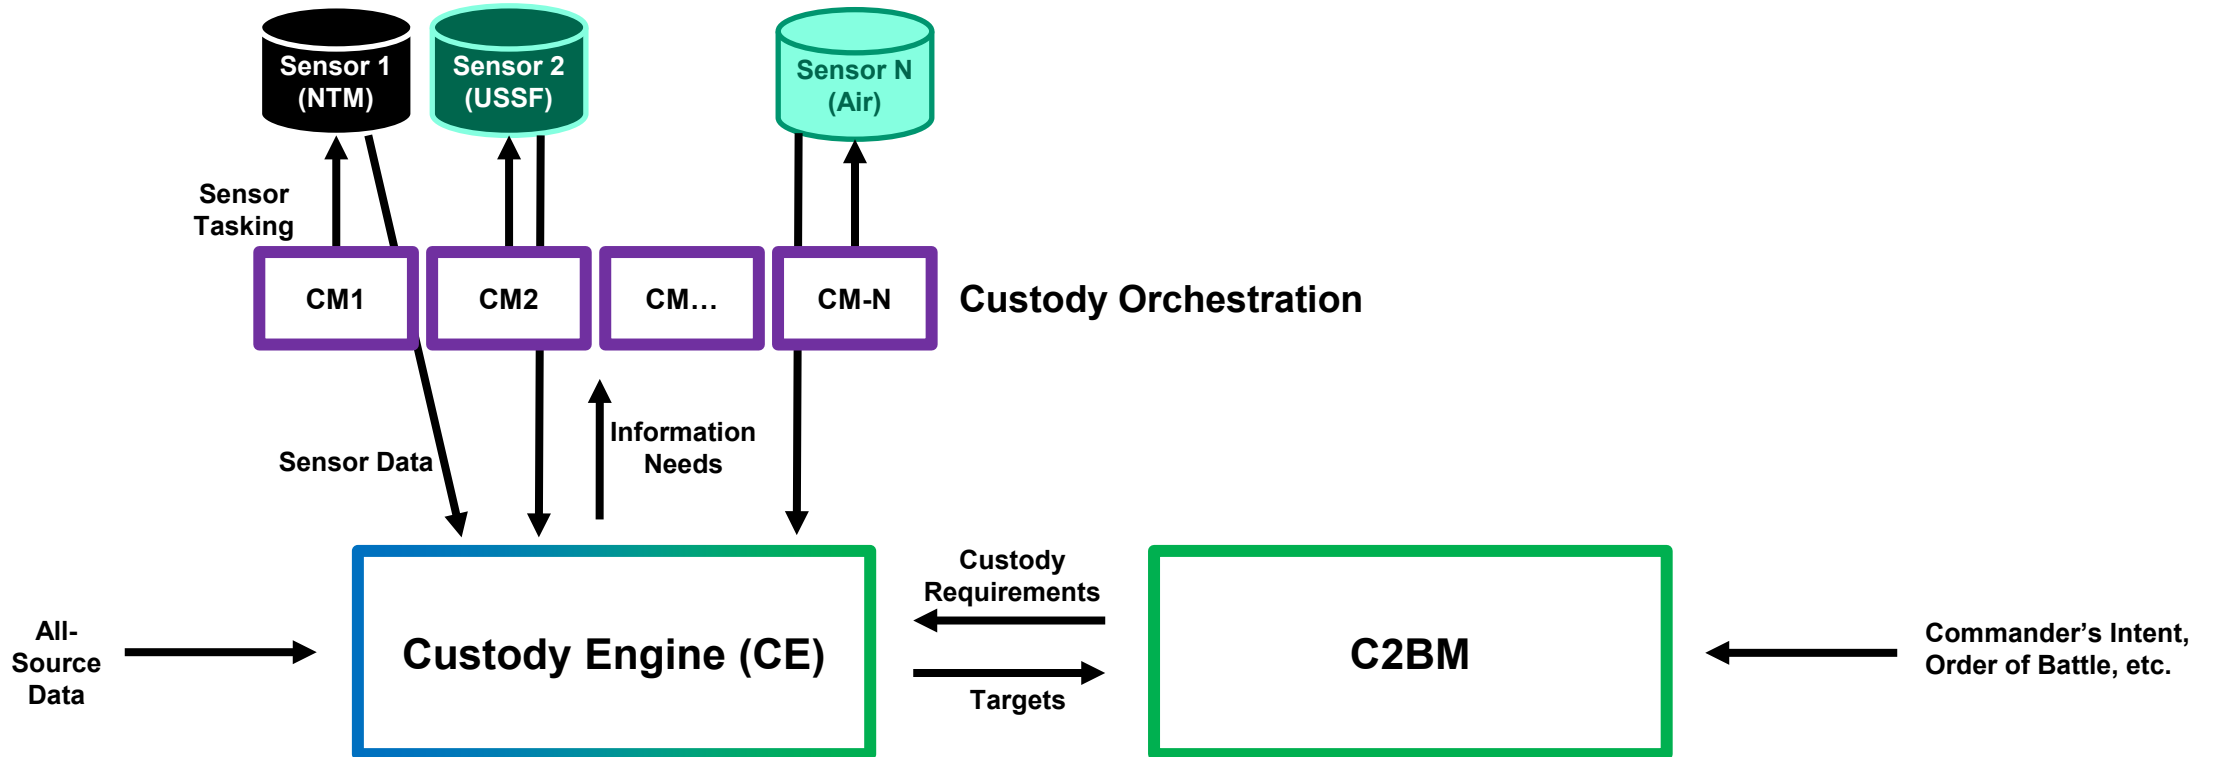 Sensor 1
(NTM)
Sensor 2
(USSF)
Sensor N
(Air)
Sensor
Tasking
CM1
CM2
CM…
CM-N
Custody Orchestration
Information
Needs
Sensor Data
Custody
Requirements
All-
Source
Data
Custody Engine (CE)
C2BM
Commander’s Intent,
Order of Battle, etc.
Targets